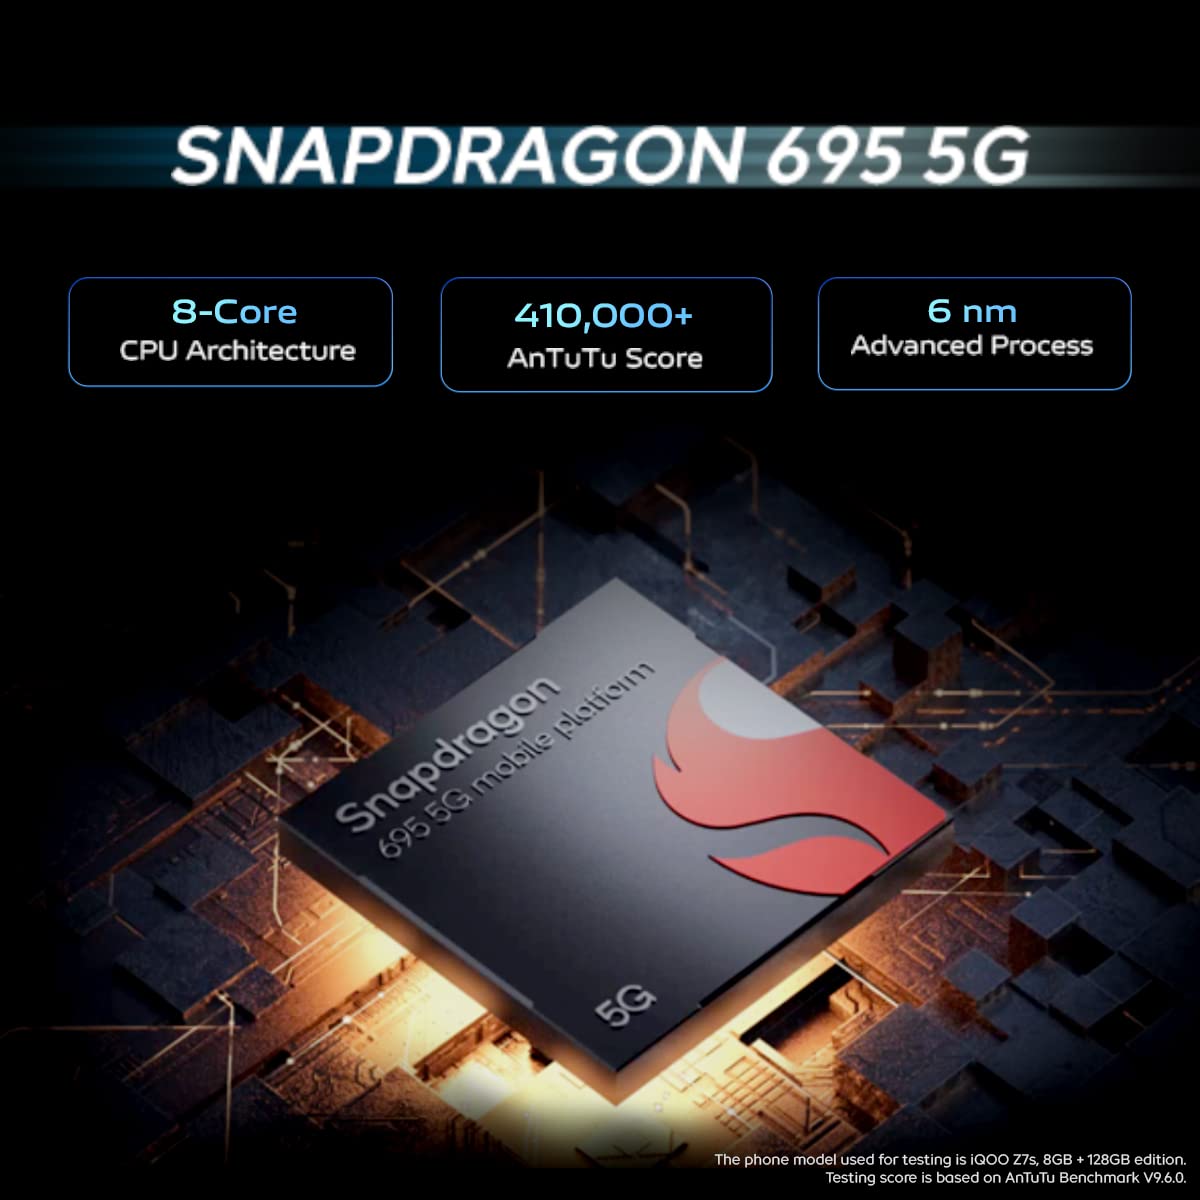 SNAPDRAGON 695 5G
8-Core
CPU Architecture
410,000+
AnTuTu Score
6 nm
Advanced Process
Snapdragon
695 5G mobile platform
5G
The phone model used for testing is iQOO Z7s, 8GB + 128GB edition.
Testing score is based on AnTuTu Benchmark V9.6.0.